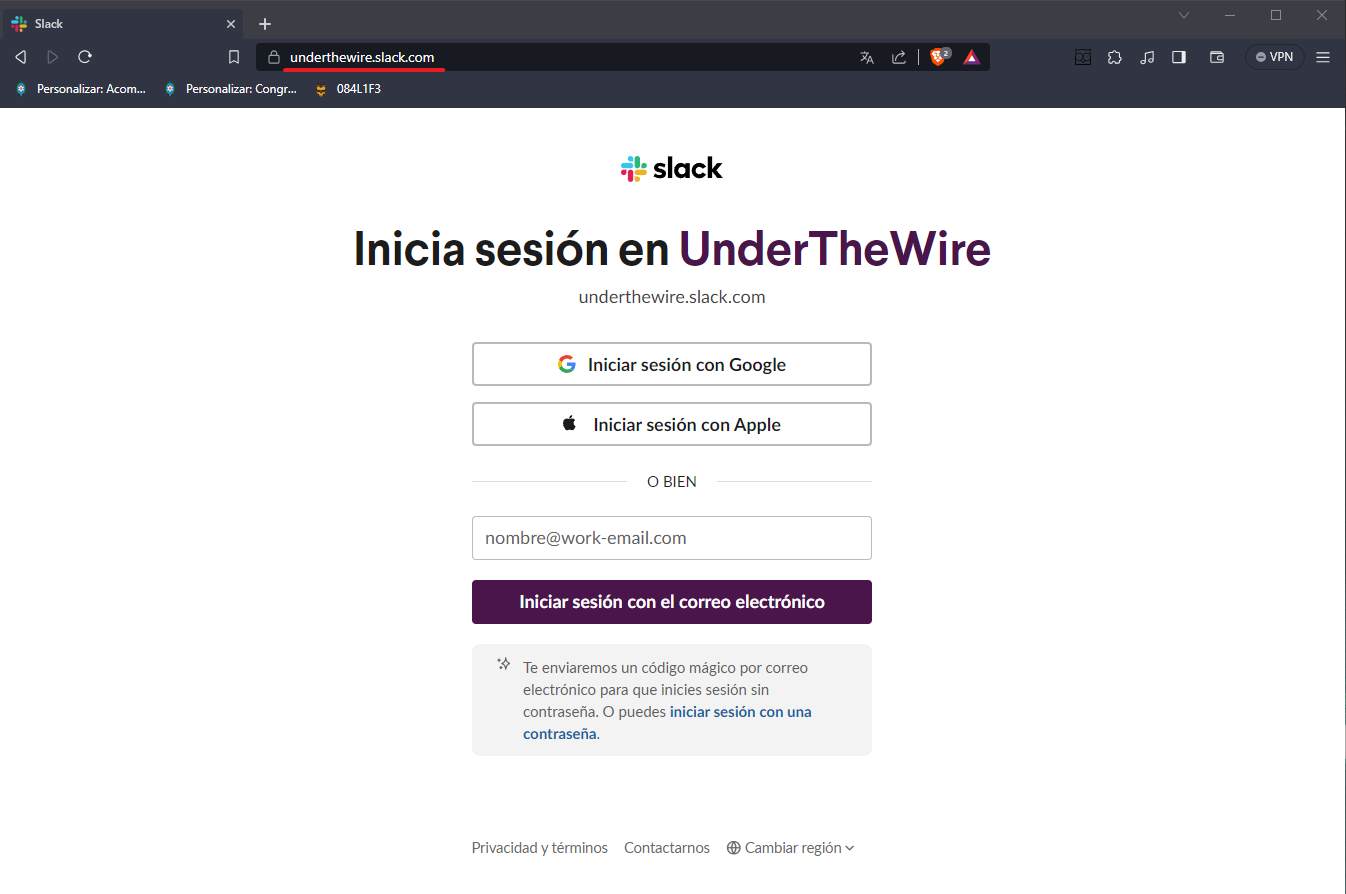 Slack
underthewire.slack.com
2
VPN
Personalizar: Acom...
Personalizar: Congr...
084L1F3
slack
Inicia sesión en UnderTheWire
underthewire.slack.com
G Iniciar sesión con Google
Iniciar sesión con Apple
O BIEN
nombre@work-email.com
Iniciar sesión con el correo electrónico
Te enviaremos un código mágico por correo
electrónico para que inicies sesión sin
contraseña. O puedes iniciar sesión con una
contraseña.
Privacidad y términos
Contactarnos
Cambiar región